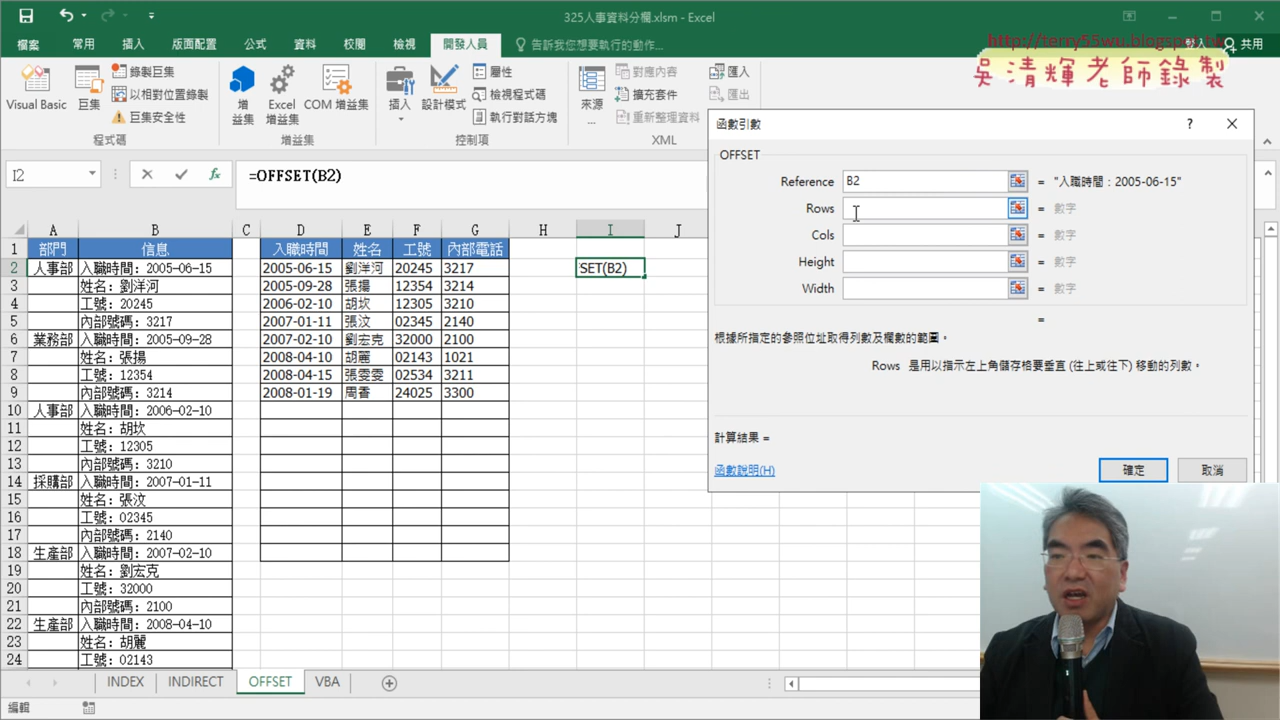 325人事資料分欄.xlsm - Excel
檔案 常用 插入 版面配置 公式 資料 校閱 檢視 開發人員 告訴我您想要執行的動作... 登入 共用
http://terry55wu.blogspot.tw
吳清輝老師錄製
Visual Basic 巨集 錄製巨集 以相對位置錄製 巨集安全性 程式碼
增益集 Excel 增益集 COM 增益集 增益集
插入 設計模式 屬性 檢視程式碼 執行對話方塊 控制項
來源... 對應內容 擴充套件 重新整理資料 匯入 匯出 XML
I2 fx =OFFSET(B2)
A B C D E F G H I J
1 部門 信息 入職時間 姓名 工號 內部電話
2 人事部 入職時間：2005-06-15 2005-06-15 劉洋河 20245 3217 SET(B2)
3 姓名：劉洋河 2005-09-28 張揚 12354 3214
4 工號：20245 2006-02-10 胡坎 12305 3210
5 內部號碼：3217 2007-01-11 張汶 02345 2140
6 業務部 入職時間：2005-09-28 2007-02-10 劉宏克 32000 2100
7 姓名：張揚 2008-04-10 胡麗 02143 1021
8 工號：12354 2008-04-15 張雯雯 02534 3211
9 內部號碼：3214 2008-01-19 周香 24025 3300
10 人事部 入職時間：2006-02-10
11 姓名：胡坎
12 工號：12305
13 內部號碼：3210
14 採購部 入職時間：2007-01-11
15 姓名：張汶
16 工號：02345
17 內部號碼：2140
18 生產部 入職時間：2007-02-10
19 姓名：劉宏克
20 工號：32000
21 內部號碼：2100
22 生產部 入職時間：2008-04-10
23 姓名：胡麗
24 工號：02143
函數引數 ?
OFFSET
Reference B2 = "入職時間：2005-06-15"
Rows = 數字
Cols = 數字
Height = 數字
Width = 數字
=
根據所指定的參照位址取得列數及欄數的範圍。
Rows 是用以指示左上角儲存格要垂直 (往上或往下) 移動的列數。
計算結果 =
函數說明(H) 確定 取消
INDEX INDIRECT OFFSET VBA
編輯